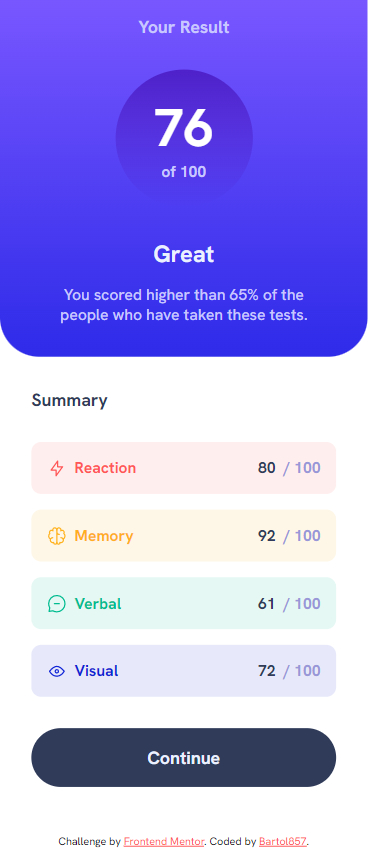 Your Result
76
of 100
Great
You scored higher than 65% of the
people who have taken these tests.
Summary
Reaction 80 / 100
Memory 92 / 100
Verbal 61 / 100
Visual 72 / 100
Continue
Challenge by Frontend Mentor. Coded by Bartol857.